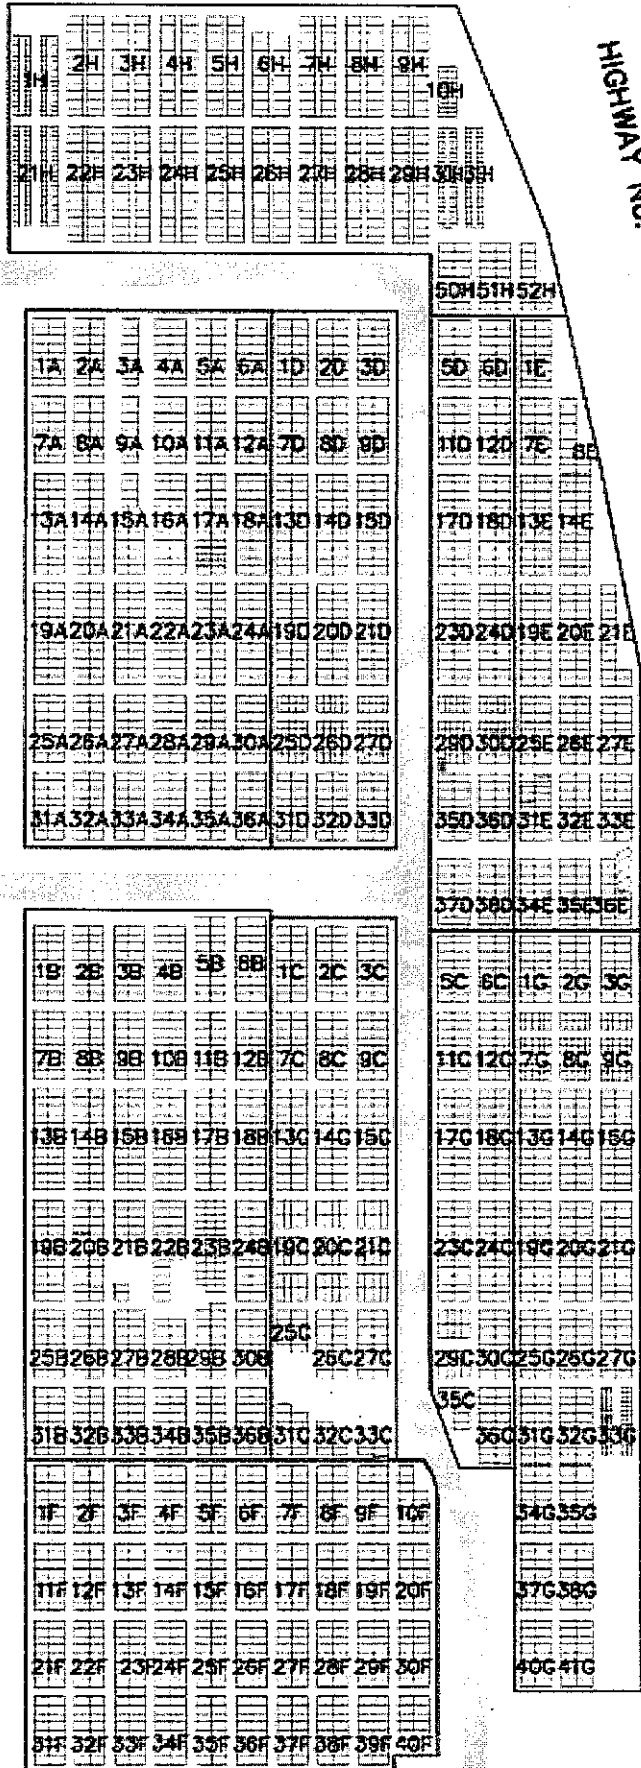 HIGHWAY NO.
1H 2H 3H 4H 5H 6H 7H 8H 9H 10H
21H 22H 23H 24H 25H 26H 27H 28H 29H 30H 31H
50H 51H 52H
1A 2A 3A 4A 5A 6A 1D 2D 3D 5D 6D 1E
7A 8A 9A 10A 11A 12A 7D 8D 9D 11D 12D 7E 8E
13A 14A 15A 16A 17A 18A 13D 14D 15D 17D 18D 13E 14E
19A 20A 21A 22A 23A 24A 19D 20D 21D 23D 24D 19E 20E 21E
25A 26A 27A 28A 29A 30A 25D 26D 27D 29D 30D 25E 26E 27E
31A 32A 33A 34A 35A 36A 31D 32D 33D 35D 36D 31E 32E 33E
37D 38D 34E 35E 36E
1B 2B 3B 4B 5B 6B 1C 2C 3C 5C 6C 1G 2G 3G
7B 8B 9B 10B 11B 12B 7C 8C 9C 11C 12C 7G 8G 9G
13B 14B 15B 16B 17B 18B 13C 14C 15C 17C 18C 13G 14G 15G
19B 20B 21B 22B 23B 24B 19C 20C 21C 23C 24C 19G 20G 21G
25B 26B 27B 28B 29B 30B 25C 26C 27C 29C 30C 25G 26G 27G
35C
31B 32B 33B 34B 35B 36B 31C 32C 33C 36C 31G 32G 33G
1F 2F 3F 4F 5F 6F 7F 8F 9F 10F 34G 35G
11F 12F 13F 14F 15F 16F 17F 18F 19F 20F 37G 38G
21F 22F 23F 24F 25F 26F 27F 28F 29F 30F 40G 41G
31F 32F 33F 34F 35F 36F 37F 38F 39F 40F